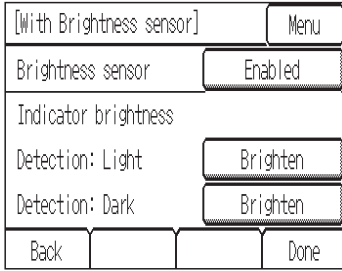 [With Brightness sensor] Menu
Brightness sensor Enabled
Indicator brightness
Detection: Light Brighten
Detection: Dark Brighten
Back Done